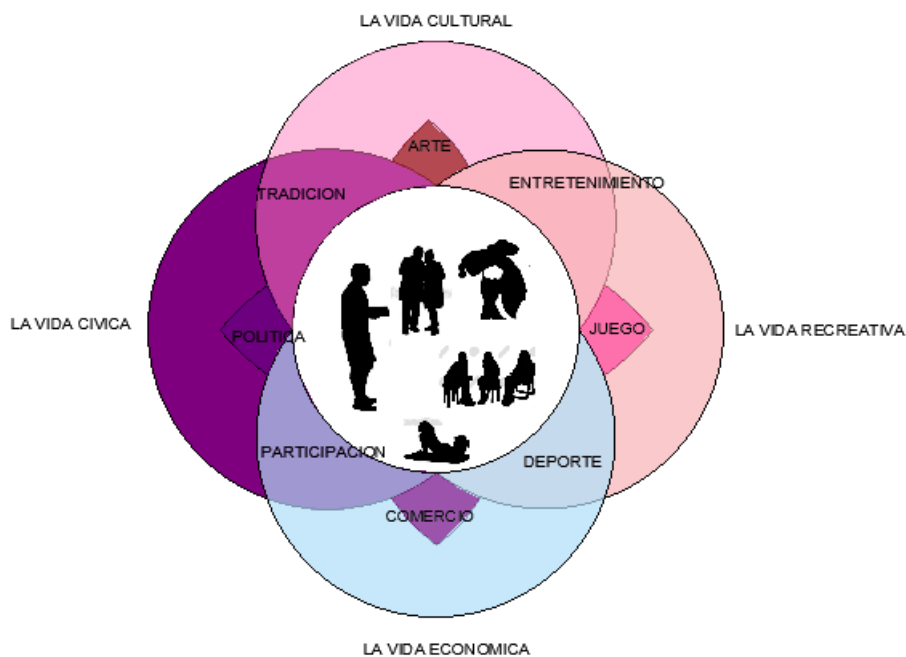 LA VIDA CULTURAL
ARTE
TRADICION
ENTRETENIMIENTO
LA VIDA CIVICA
POLITICA
JUEGO
LA VIDA RECREATIVA
PARTICIPACION
DEPORTE
COMERCIO
LA VIDA ECONOMICA